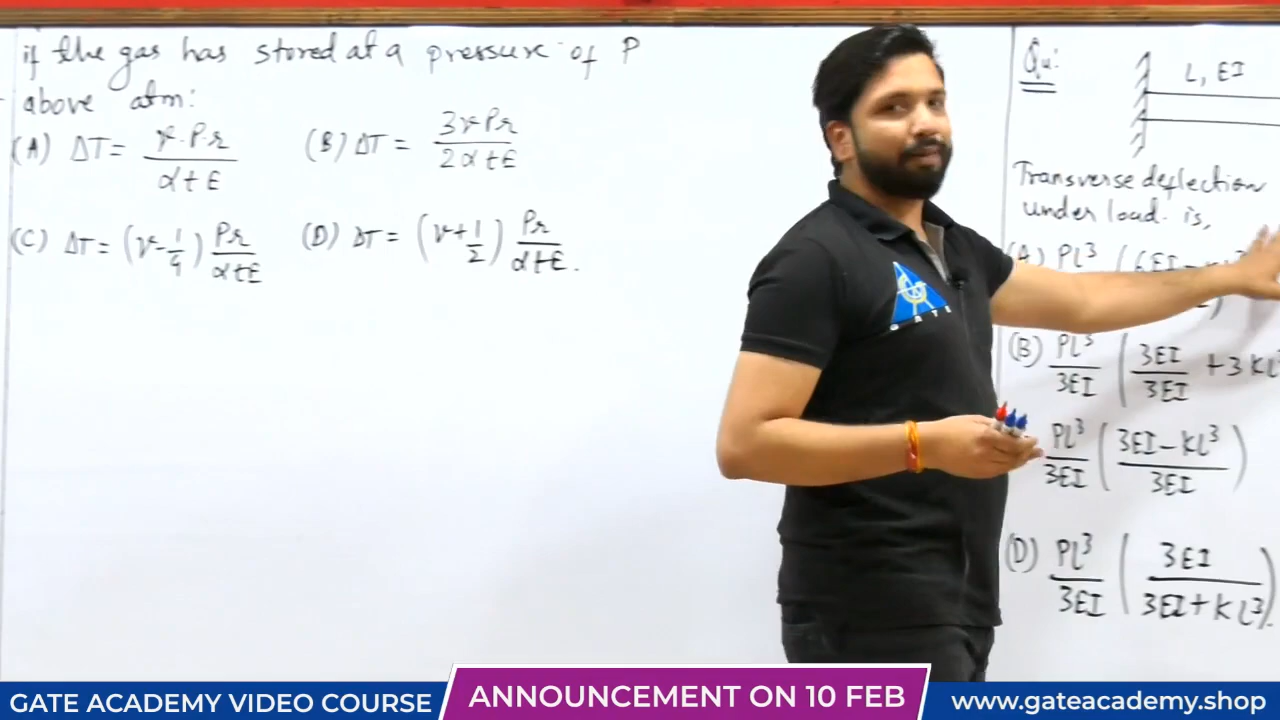 if the gas has stored at a pressure of P
above atm:
(A) ΔT = ν·P·r / αtE
(B) ΔT = 3νPr / 2αtE
(C) ΔT = (ν - 1/4) Pr / αtE
(D) ΔT = (ν + 1/2) Pr / αtE.
Qu:
L, EI
Transverse deflection
under load. is,
(A) PL³ (6EI -
(B) PL³ / 3EI ( 3EI / 3EI + 3KL
PL³ / 3EI ( 3EI - KL³ / 3EI )
(D) PL³ / 3EI ( 3EI / 3EI + KL³ ).
GATE
GATE ACADEMY VIDEO COURSE
ANNOUNCEMENT ON 10 FEB
www.gateacademy.shop